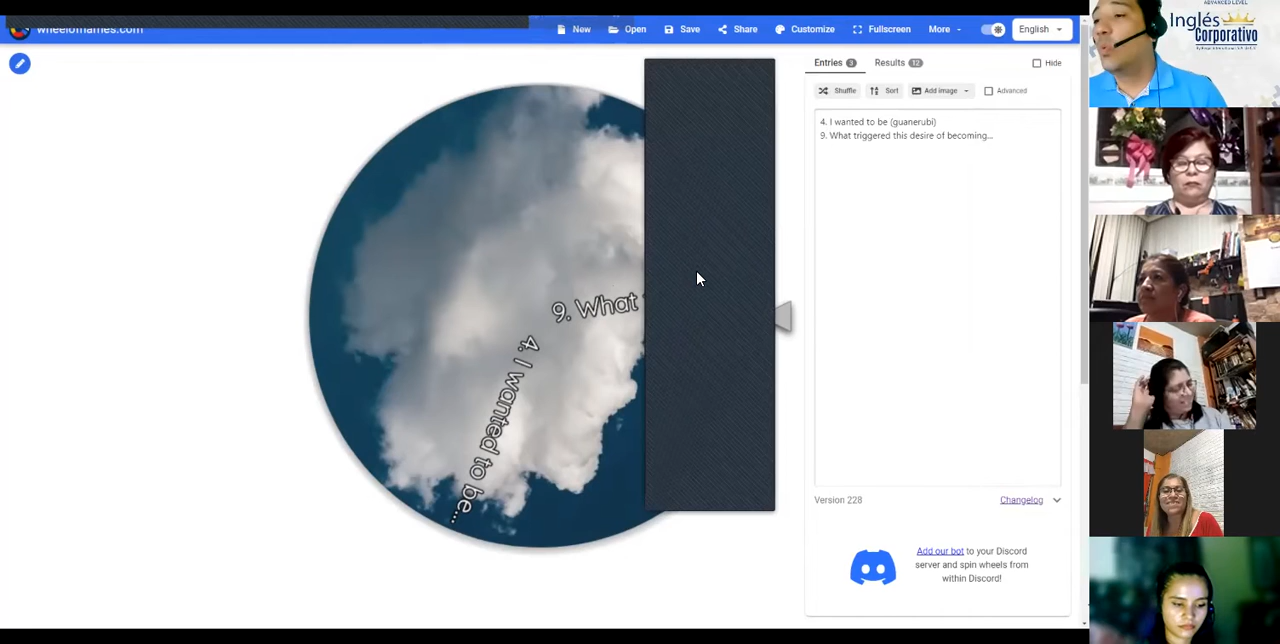 wheelofnames.com
New
Open
Save
Share
Customize
Fullscreen
More
English
ADVANCED LEVEL
Inglés
Corporativo
Entries 3
Results 12
Hide
Shuffle
Sort
Add image
Advanced
4. I wanted to be (guanerubi)
9. What triggered this desire of becoming...
9. What
4. I wanted to be...
Version 228
Changelog
Add our bot to your Discord
server and spin wheels from
within Discord!